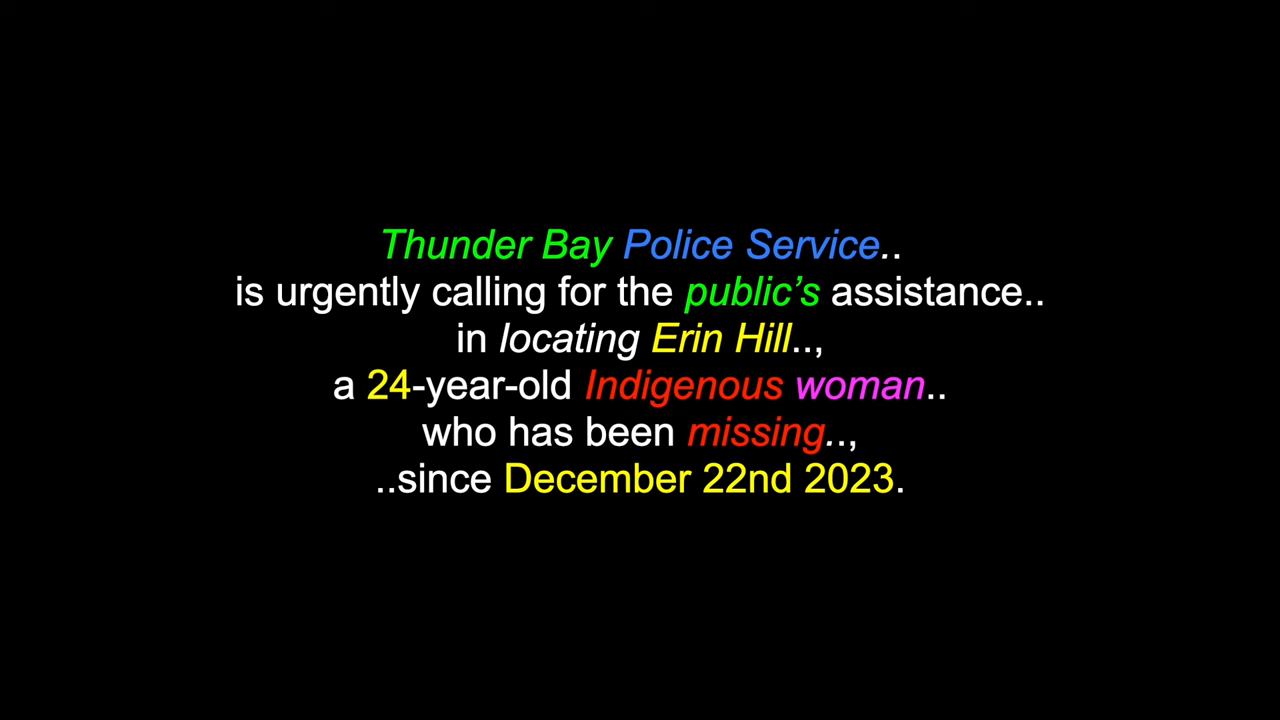 Thunder Bay Police Service..
is urgently calling for the public’s assistance..
in locating Erin Hill..,
a 24-year-old Indigenous woman..
who has been missing..,
..since December 22nd 2023.